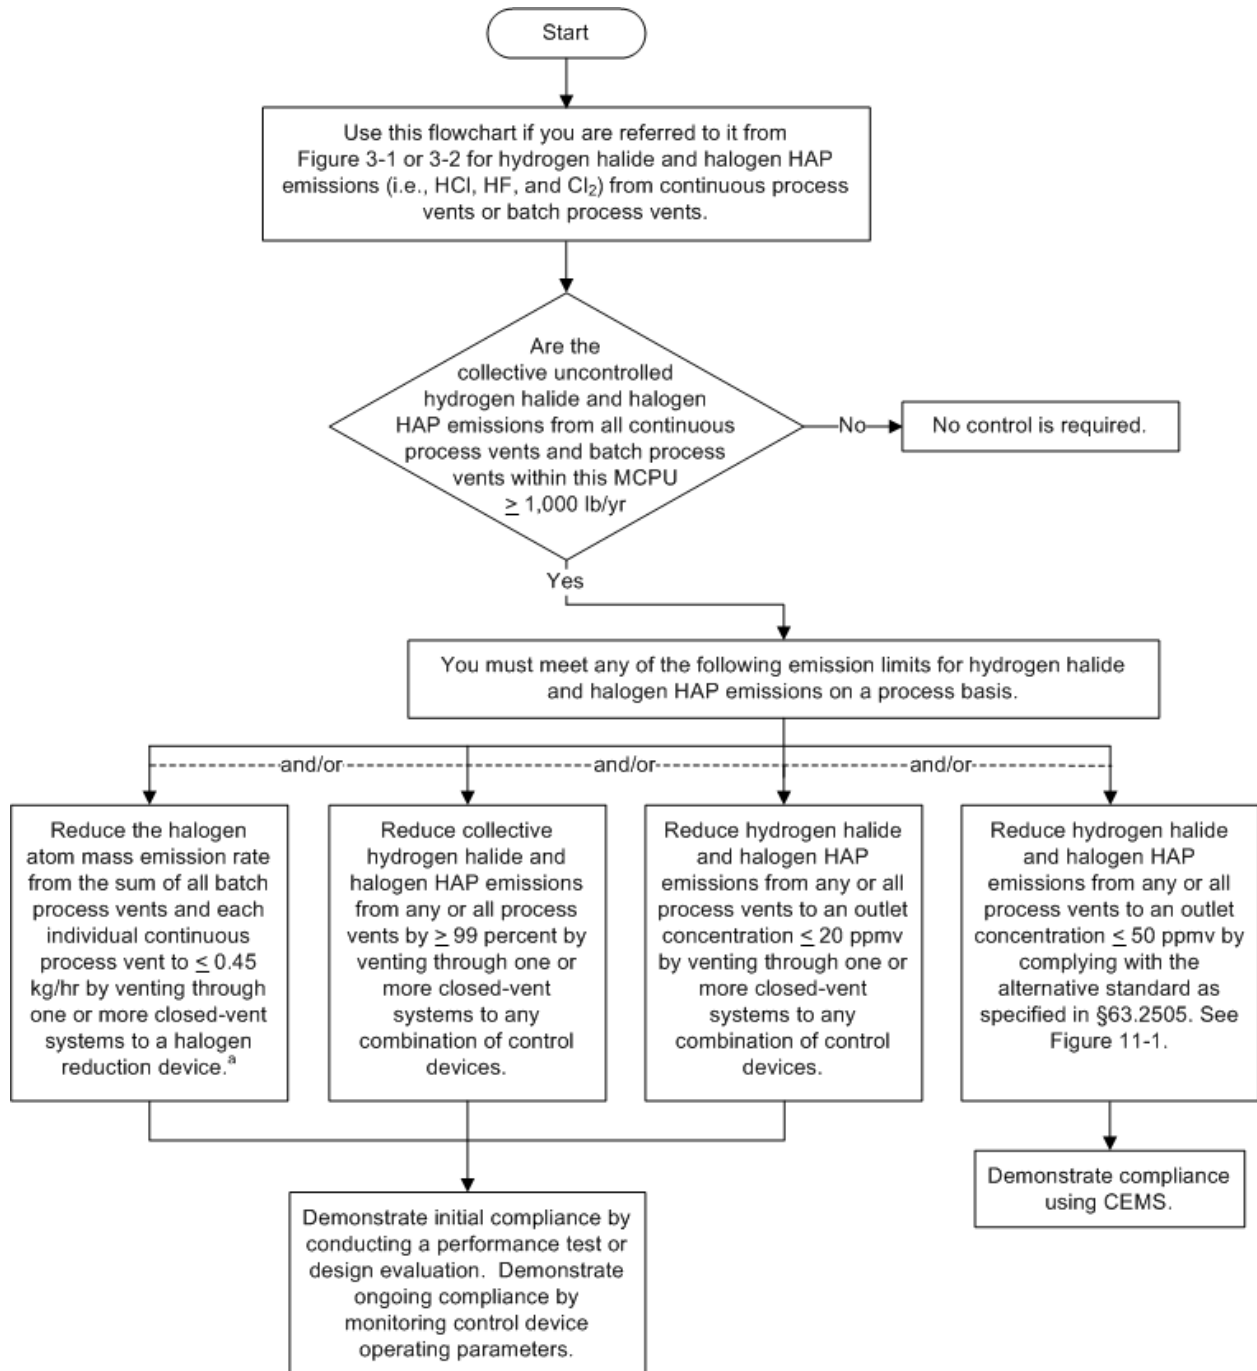 Start
Use this flowchart if you are referred to it from
Figure 3-1 or 3-2 for hydrogen halide and halogen HAP
emissions (i.e., HCl, HF, and Cl₂) from continuous process
vents or batch process vents.
Are the
collective uncontrolled
hydrogen halide and halogen
HAP emissions from all continuous
process vents and batch process
vents within this MCPU
≥ 1,000 lb/yr
No
No control is required.
Yes
You must meet any of the following emission limits for hydrogen halide
and halogen HAP emissions on a process basis.
and/or
and/or
and/or
Reduce the halogen
atom mass emission rate
from the sum of all batch
process vents and each
individual continuous
process vent to ≤ 0.45
kg/hr by venting through
one or more closed-vent
systems to a halogen
reduction device.ᵃ
Reduce collective
hydrogen halide and
halogen HAP emissions
from any or all process
vents by ≥ 99 percent by
venting through one or
more closed-vent
systems to any
combination of control
devices.
Reduce hydrogen halide
and halogen HAP
emissions from any or all
process vents to an outlet
concentration ≤ 20 ppmv
by venting through one or
more closed-vent
systems to any
combination of control
devices.
Reduce hydrogen halide
and halogen HAP
emissions from any or all
process vents to an outlet
concentration ≤ 50 ppmv by
complying with the
alternative standard as
specified in §63.2505. See
Figure 11-1.
Demonstrate initial compliance by
conducting a performance test or
design evaluation. Demonstrate
ongoing compliance by
monitoring control device
operating parameters.
Demonstrate compliance
using CEMS.